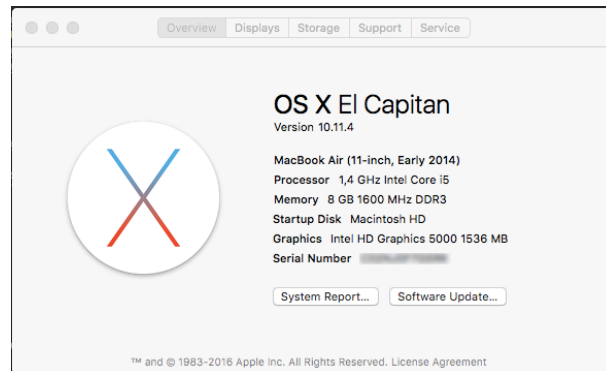 Overview Displays Storage Support Service
OS X El Capitan
Version 10.11.4
MacBook Air (11-inch, Early 2014)
Processor 1,4 GHz Intel Core i5
Memory 8 GB 1600 MHz DDR3
Startup Disk Macintosh HD
Graphics Intel HD Graphics 5000 1536 MB
Serial Number
System Report... Software Update...
™ and © 1983-2016 Apple Inc. All Rights Reserved. License Agreement